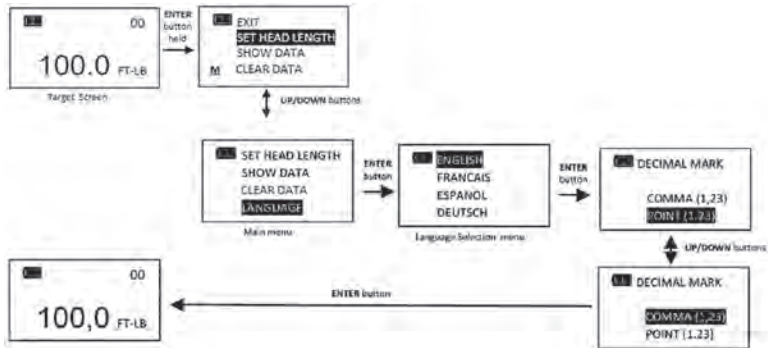 00
100.0 FT-LB
Target Screen
ENTER
button
held
EXIT
SET HEAD LENGTH
SHOW DATA
M CLEAR DATA
UP/DOWN buttons
SET HEAD LENGTH
SHOW DATA
CLEAR DATA
LANGUAGE
Main menu
ENTER
button
ENGLISH
FRANCAIS
ESPANOL
DEUTSCH
Language Selection menu
ENTER
button
DECIMAL MARK
COMMA (1,23)
POINT (1.23)
UP/DOWN buttons
DECIMAL MARK
COMMA (1,23)
POINT (1.23)
ENTER button
00
100,0 FT-LB